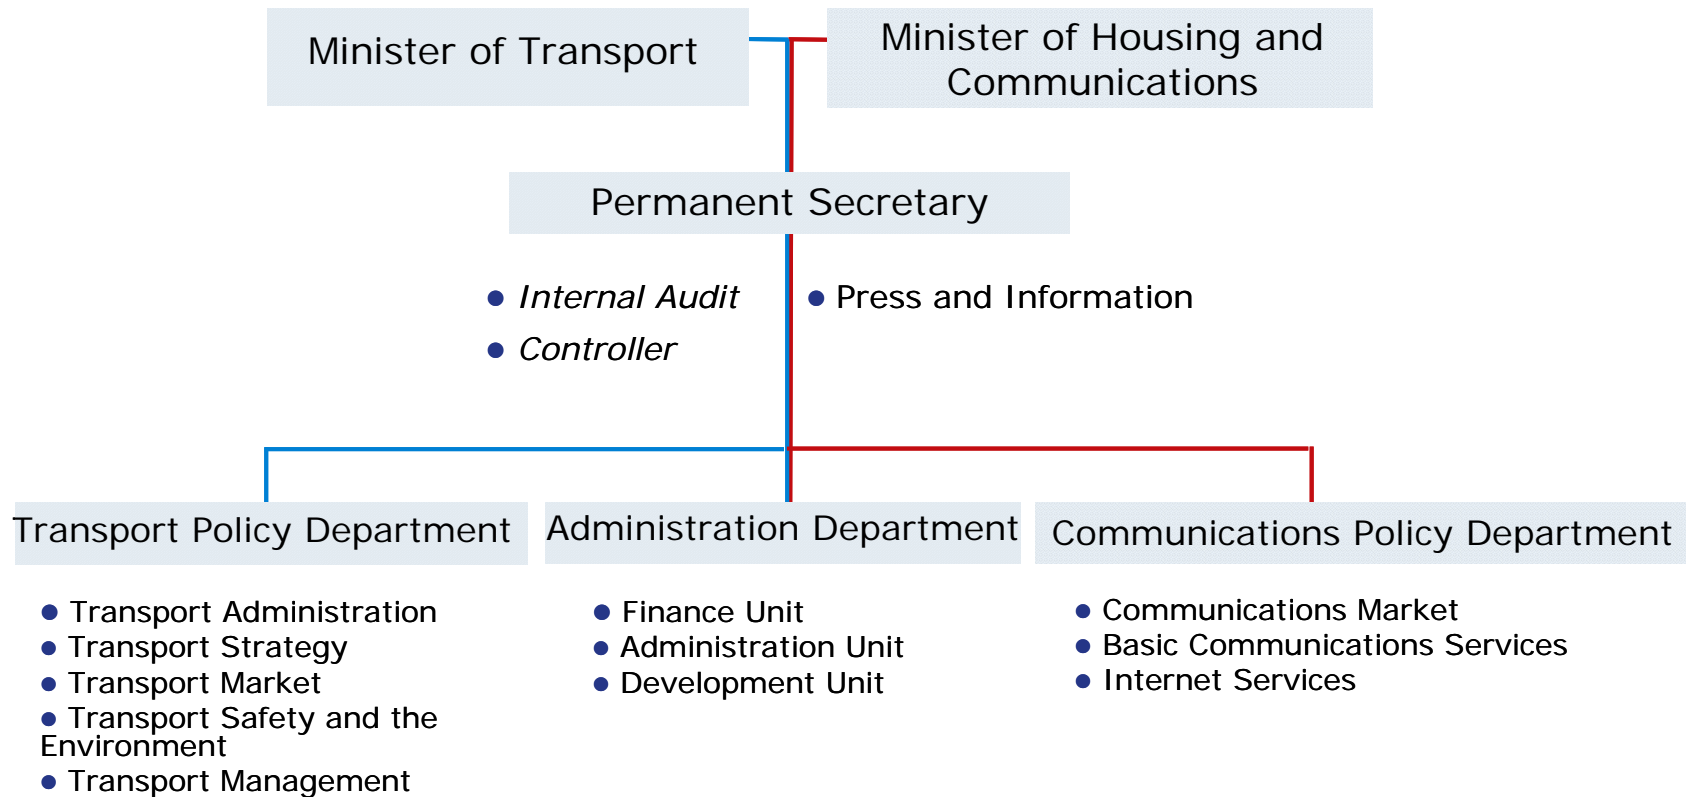 Minister of Transport
Minister of Housing and
Communications
Permanent Secretary
● Internal Audit
● Controller
● Press and Information
Transport Policy Department
● Transport Administration
● Transport Strategy
● Transport Market
● Transport Safety and the
Environment
● Transport Management
Administration Department
● Finance Unit
● Administration Unit
● Development Unit
Communications Policy Department
● Communications Market
● Basic Communications Services
● Internet Services